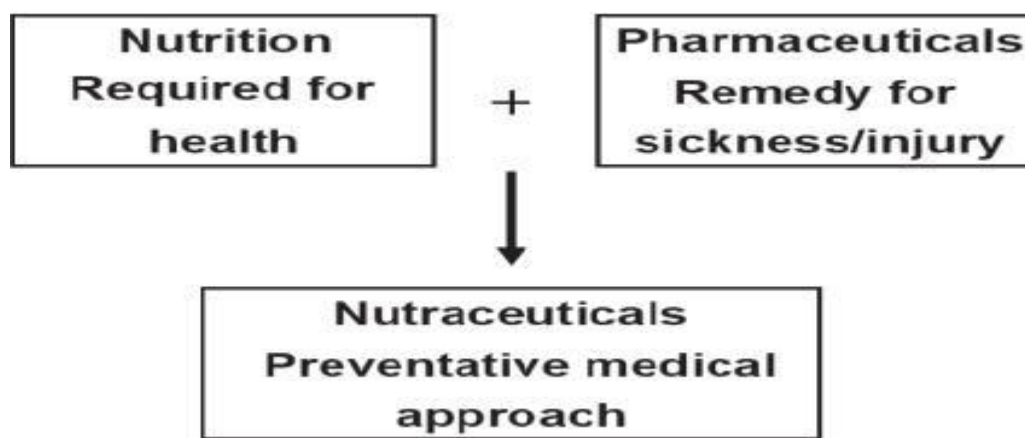 Nutrition
Required for
health
+
Pharmaceuticals
Remedy for
sickness/injury
Nutraceuticals
Preventative medical
approach